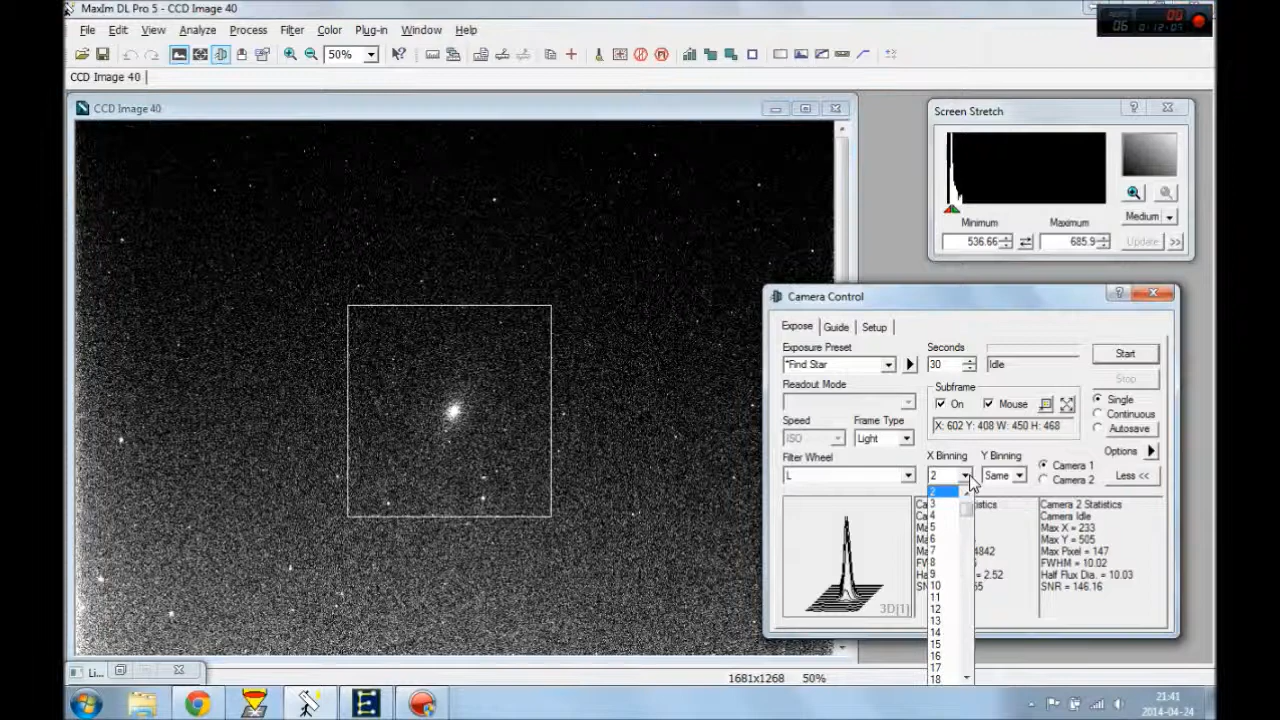 MaxIm DL Pro 5 - CCD Image 40
File Edit View Analyze Process Filter Color Plug-in Window
50%
CCD Image 40
CCD Image 40
Screen Stretch
Minimum Maximum
Medium
536.66 685.9 Update >>
Camera Control
Expose Guide Setup
Exposure Preset Seconds
*Find Star 30 Idle Start
Readout Mode Subframe Stop
On Mouse Single
Speed Frame Type Continuous
ISO Light X: 602 Y: 408 W: 450 H: 468 Autosave
Filter Wheel X Binning Y Binning Options
L 2 Same Camera 1
Camera 2 Less <<
2
3
4
5
6
7
8
9
10
11
12
13
14
15
16
17
18
Camera 2 Statistics
Camera Idle
Max X = 233
Max Y = 505
Max Pixel = 147
FWHM = 10.02
Half Flux Dia. = 10.03
SNR = 146.16
4842
= 2.52
3D[1]
Li...
1681x1268 50%
21:41
2014-04-24